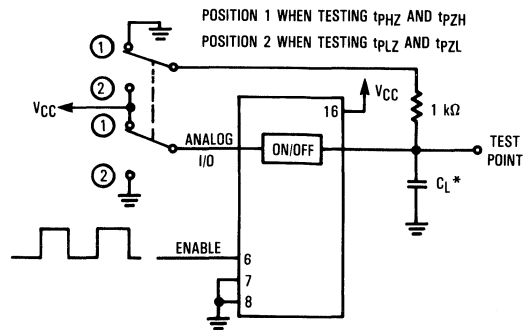 POSITION 1 WHEN TESTING tPHZ AND tPZH
POSITION 2 WHEN TESTING tPLZ AND tPZL
1
2
VCC
1
2
VCC
16
1 kΩ
ANALOG
I/O
ON/OFF
TEST
POINT
CL*
ENABLE
6
7
8